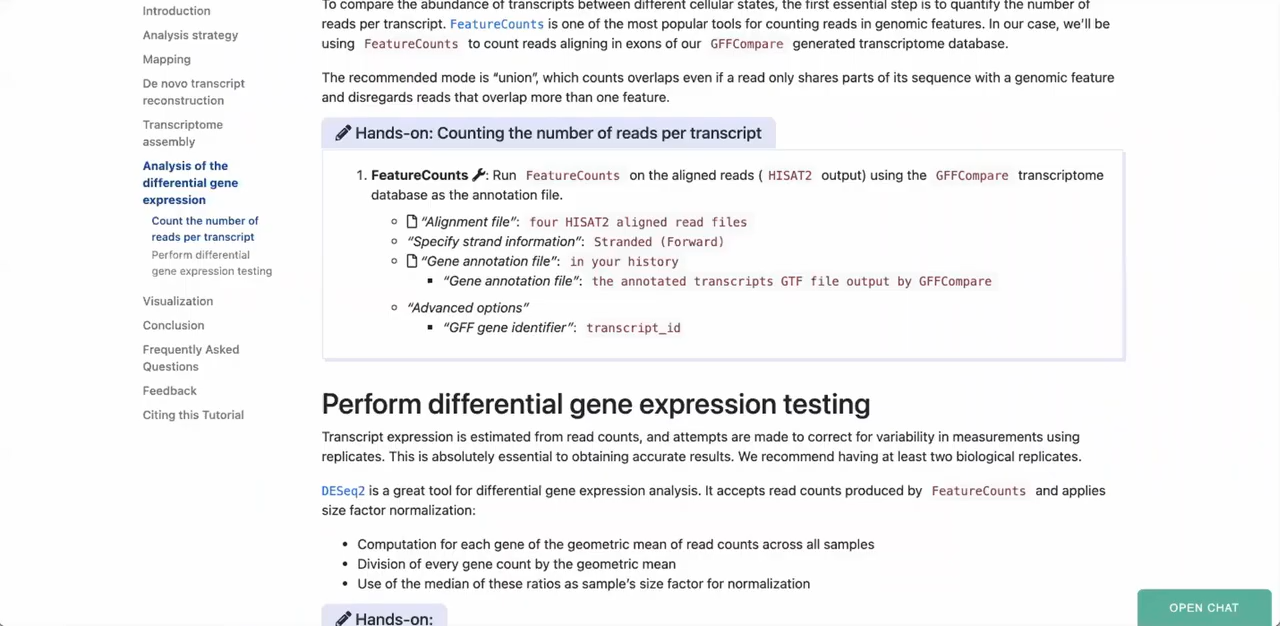 Introduction
Analysis strategy
Mapping
De novo transcript
reconstruction
Transcriptome
assembly
Analysis of the
differential gene
expression
Count the number of
reads per transcript
Perform differential
gene expression testing
Visualization
Conclusion
Frequently Asked
Questions
Feedback
Citing this Tutorial
To compare the abundance of transcripts between different cellular states, the first essential step is to quantify the number of
reads per transcript. FeatureCounts is one of the most popular tools for counting reads in genomic features. In our case, we'll be
using FeatureCounts to count reads aligning in exons of our GFFCompare generated transcriptome database.
The recommended mode is "union", which counts overlaps even if a read only shares parts of its sequence with a genomic feature
and disregards reads that overlap more than one feature.
Hands-on: Counting the number of reads per transcript
1. FeatureCounts : Run FeatureCounts on the aligned reads ( HISAT2 output) using the GFFCompare transcriptome
database as the annotation file.
"Alignment file": four HISAT2 aligned read files
"Specify strand information": Stranded (Forward)
"Gene annotation file": in your history
"Gene annotation file": the annotated transcripts GTF file output by GFFCompare
"Advanced options"
"GFF gene identifier": transcript_id
Perform differential gene expression testing
Transcript expression is estimated from read counts, and attempts are made to correct for variability in measurements using
replicates. This is absolutely essential to obtaining accurate results. We recommend having at least two biological replicates.
DESeq2 is a great tool for differential gene expression analysis. It accepts read counts produced by FeatureCounts and applies
size factor normalization:
• Computation for each gene of the geometric mean of read counts across all samples
• Division of every gene count by the geometric mean
• Use of the median of these ratios as sample's size factor for normalization
Hands-on:
OPEN CHAT